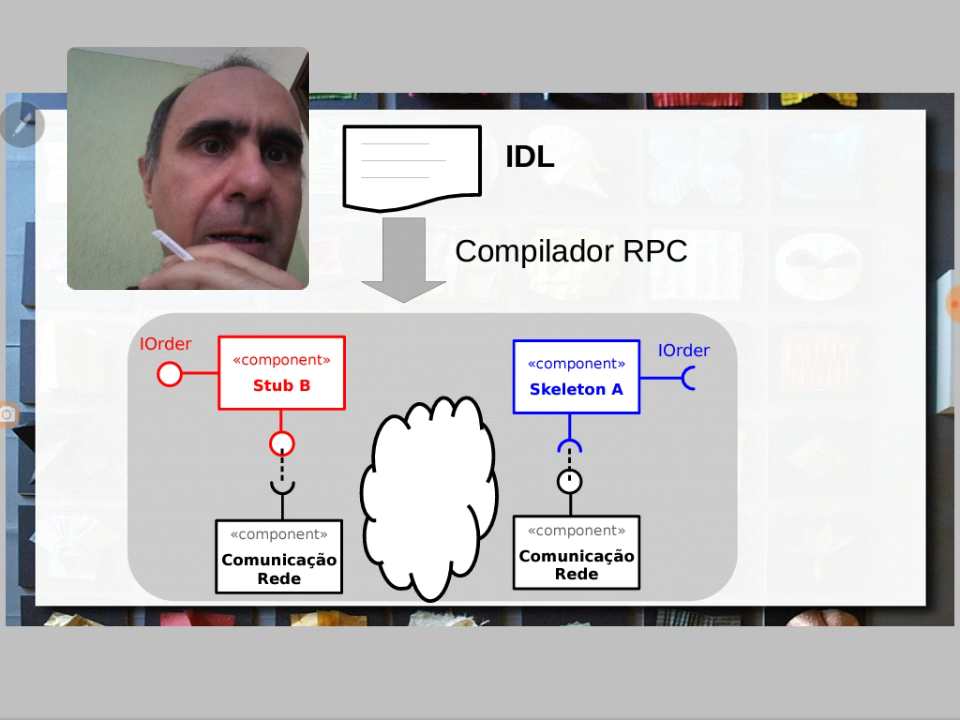 IDL
Compilador RPC
IOrder
«component»
Stub B
«component»
Skeleton A
IOrder
«component»
Comunicação
Rede
«component»
Comunicação
Rede